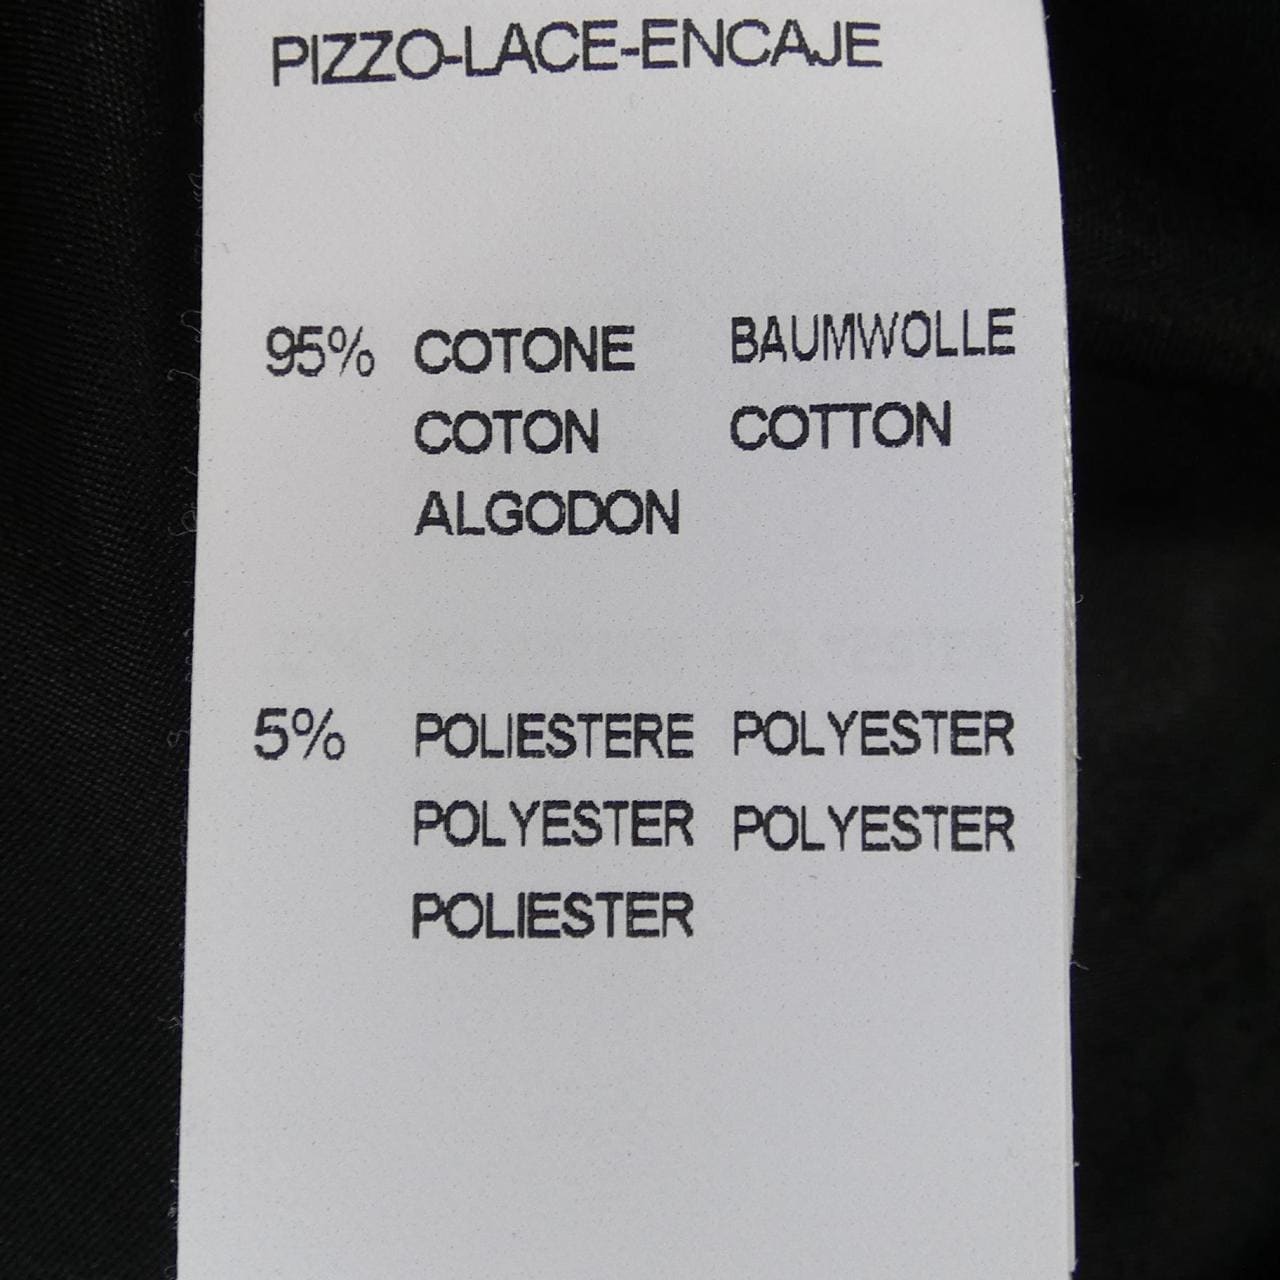 PIZZO-LACE-ENCAJE
95% COTONE BAUMWOLLE
COTON COTTON
ALGODON
5% POLIESTERE POLYESTER
POLYESTER POLYESTER
POLIESTER